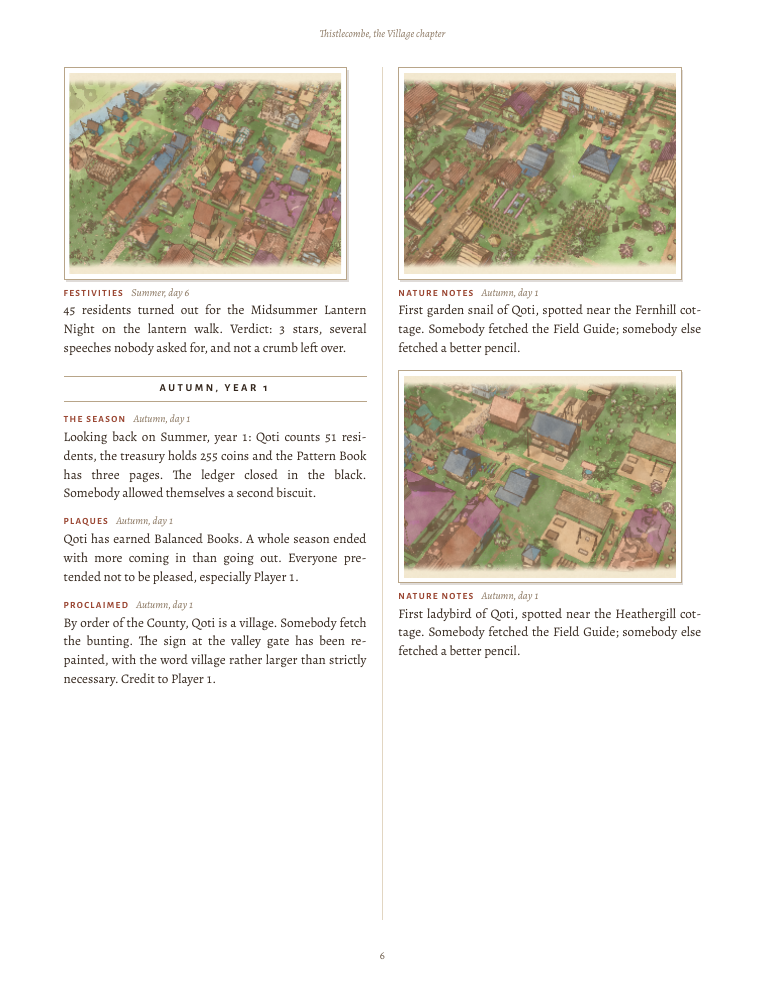 Thistlecombe, the Village chapter
FESTIVITIES Summer, day 6
45 residents turned out for the Midsummer Lantern
Night on the lantern walk. Verdict: 3 stars, several
speeches nobody asked for, and not a crumb left over.
AUTUMN, YEAR 1
THE SEASON Autumn, day 1
Looking back on Summer, year 1: Qoti counts 51 resi-
dents, the treasury holds 255 coins and the Pattern Book
has three pages. The ledger closed in the black.
Somebody allowed themselves a second biscuit.
PLAQUES Autumn, day 1
Qoti has earned Balanced Books. A whole season ended
with more coming in than going out. Everyone pre-
tended not to be pleased, especially Player 1.
PROCLAIMED Autumn, day 1
By order of the County, Qoti is a village. Somebody fetch
the bunting. The sign at the valley gate has been re-
painted, with the word village rather larger than strictly
necessary. Credit to Player 1.
NATURE NOTES Autumn, day 1
First garden snail of Qoti, spotted near the Fernhill cot-
tage. Somebody fetched the Field Guide; somebody else
fetched a better pencil.
NATURE NOTES Autumn, day 1
First ladybird of Qoti, spotted near the Heathergill cot-
tage. Somebody fetched the Field Guide; somebody else
fetched a better pencil.
6